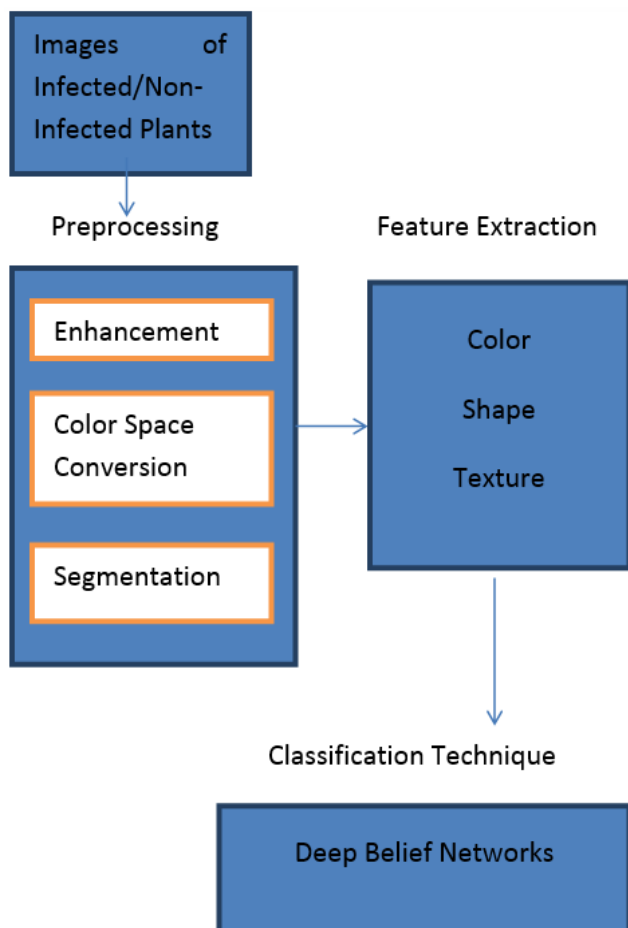 Images of
Infected/Non-
Infected Plants
Preprocessing
Enhancement
Color Space
Conversion
Segmentation
Feature Extraction
Color
Shape
Texture
Classification Technique
Deep Belief Networks